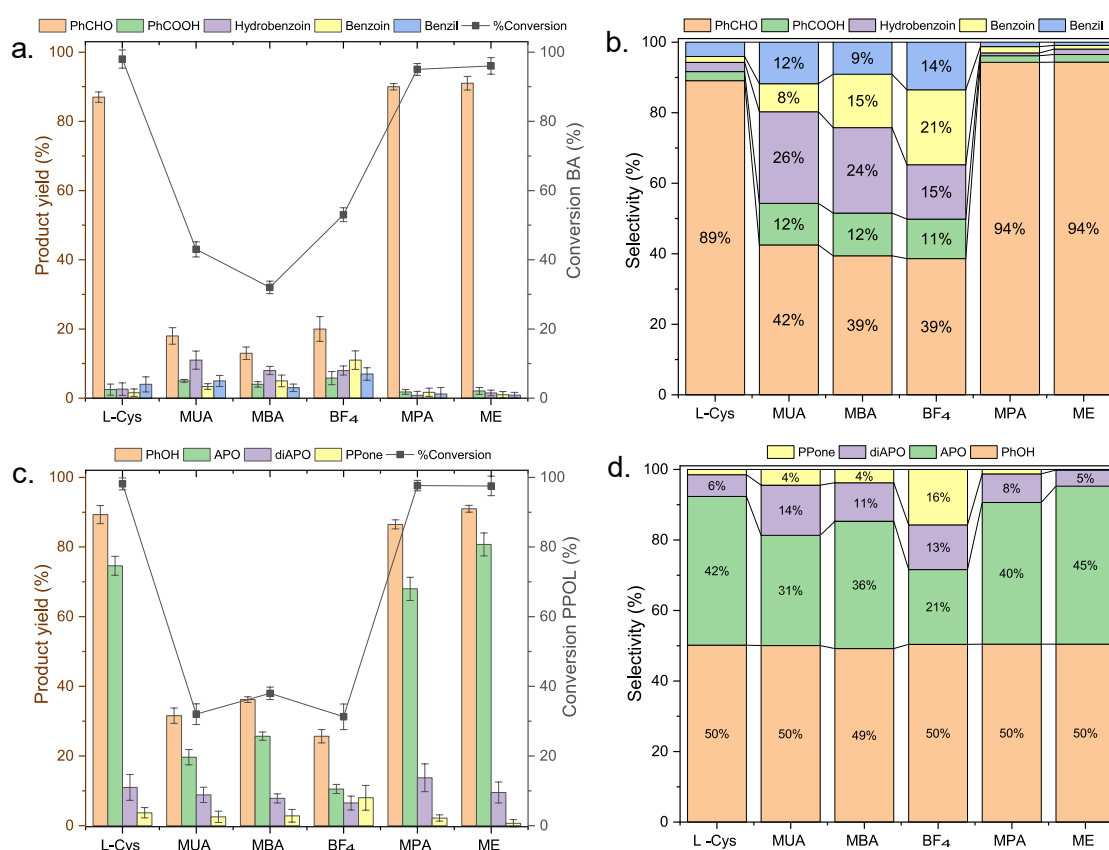 a.
PhCHO PhCOOH Hydrobenzoin Benzoin Benzil %Conversion
Product yield (%)
100
80
60
40
20
0
Conversion BA (%)
100
80
60
40
20
0
L-Cys MUA MBA BF₄ MPA ME
b.
PhCHO PhCOOH Hydrobenzoin Benzoin Benzil
Selectivity (%)
100
80
60
40
20
0
12% 9% 14%
8% 15% 21%
26% 24% 15%
12% 12% 11%
89% 42% 39% 39% 94% 94%
L-Cys MUA MBA BF₄ MPA ME
c.
PhOH APO diAPO PPone %Conversion
Product yield (%)
100
80
60
40
20
0
Conversion PPOL (%)
100
80
60
40
20
0
L-Cys MUA MBA BF₄ MPA ME
d.
PPone diAPO APO PhOH
Selectivity (%)
100
80
60
40
20
0
4% 4% 16%
6% 14% 11% 13% 8% 5%
42% 31% 36% 21% 40% 45%
50% 50% 49% 50% 50% 50%
L -Cys MUA MBA BF₄ MPA ME